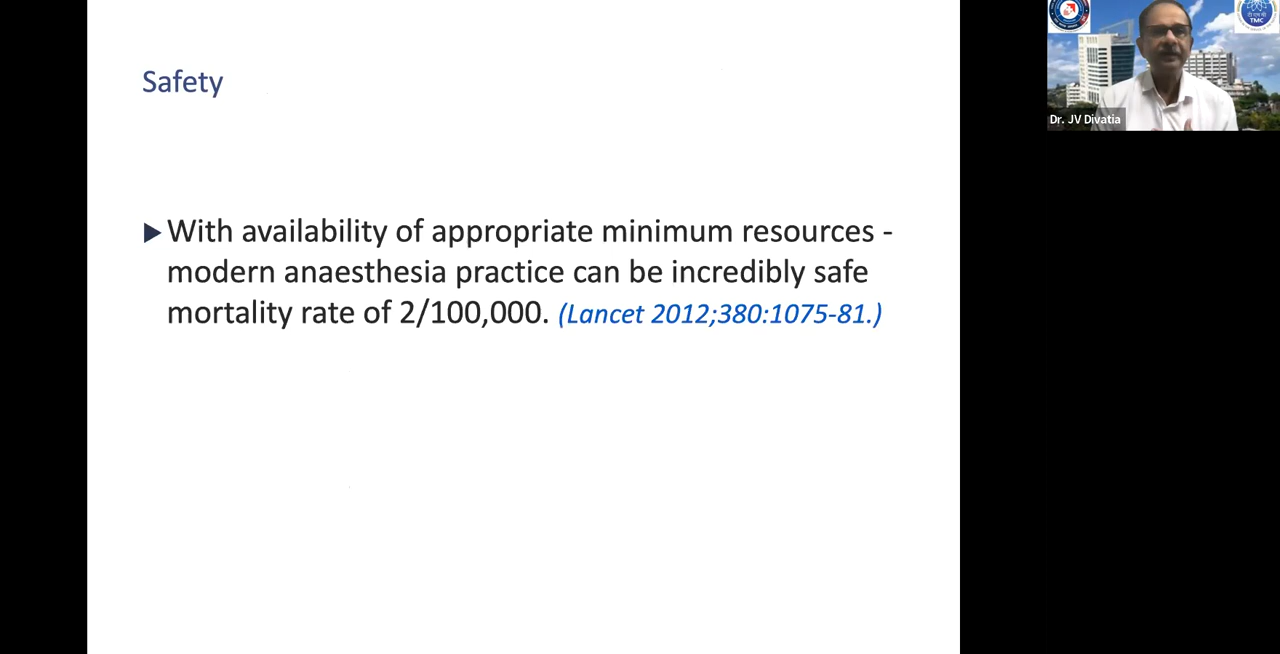 Safety
With availability of appropriate minimum resources -
modern anaesthesia practice can be incredibly safe
mortality rate of 2/100,000. (Lancet 2012;380:1075-81.)
TMC
Dr. JV Divatia